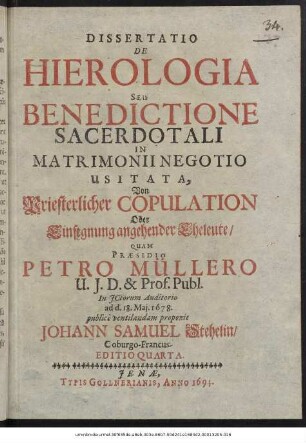 34.
DISSERTATIO
DE
HIEROLOGIA
Seu
BENEDICTIONE
SACERDOTALI
IN
MATRIMONII NEGOTIO
USITATA,
Von
Priesterlicher COPULATION
Oder
Einsegnung angehender Eheleute/
QUAM
PRÆSIDE
PETRO MÜLLERO
U. J. D. & Prof. Publ.
In JCtorum Auditorio
ad d. 18. Maj. 1678.
publicè ventilandam proponit
JOHANN SAMUEL Stehelin/
Coburgo-Francus.
EDITIO QUARTA.
JENÆ,
TYPIS GOLLNERIANIS, ANNO